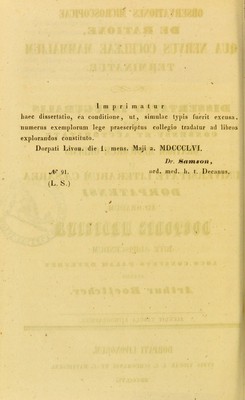 Imprimatur
haec dissertatio, ea conditione, ut, simulac typis fuerit excusa,
numerus exemplorum lege praescriptus collegio tradatur ad libros
explorandos constituto.
Dorpati Livon. die 1. mens. Maji a. MDCCCLVI.
Dr. Samson,
№ 91.
ord. med. h. t. Decanus.
(L. S.)